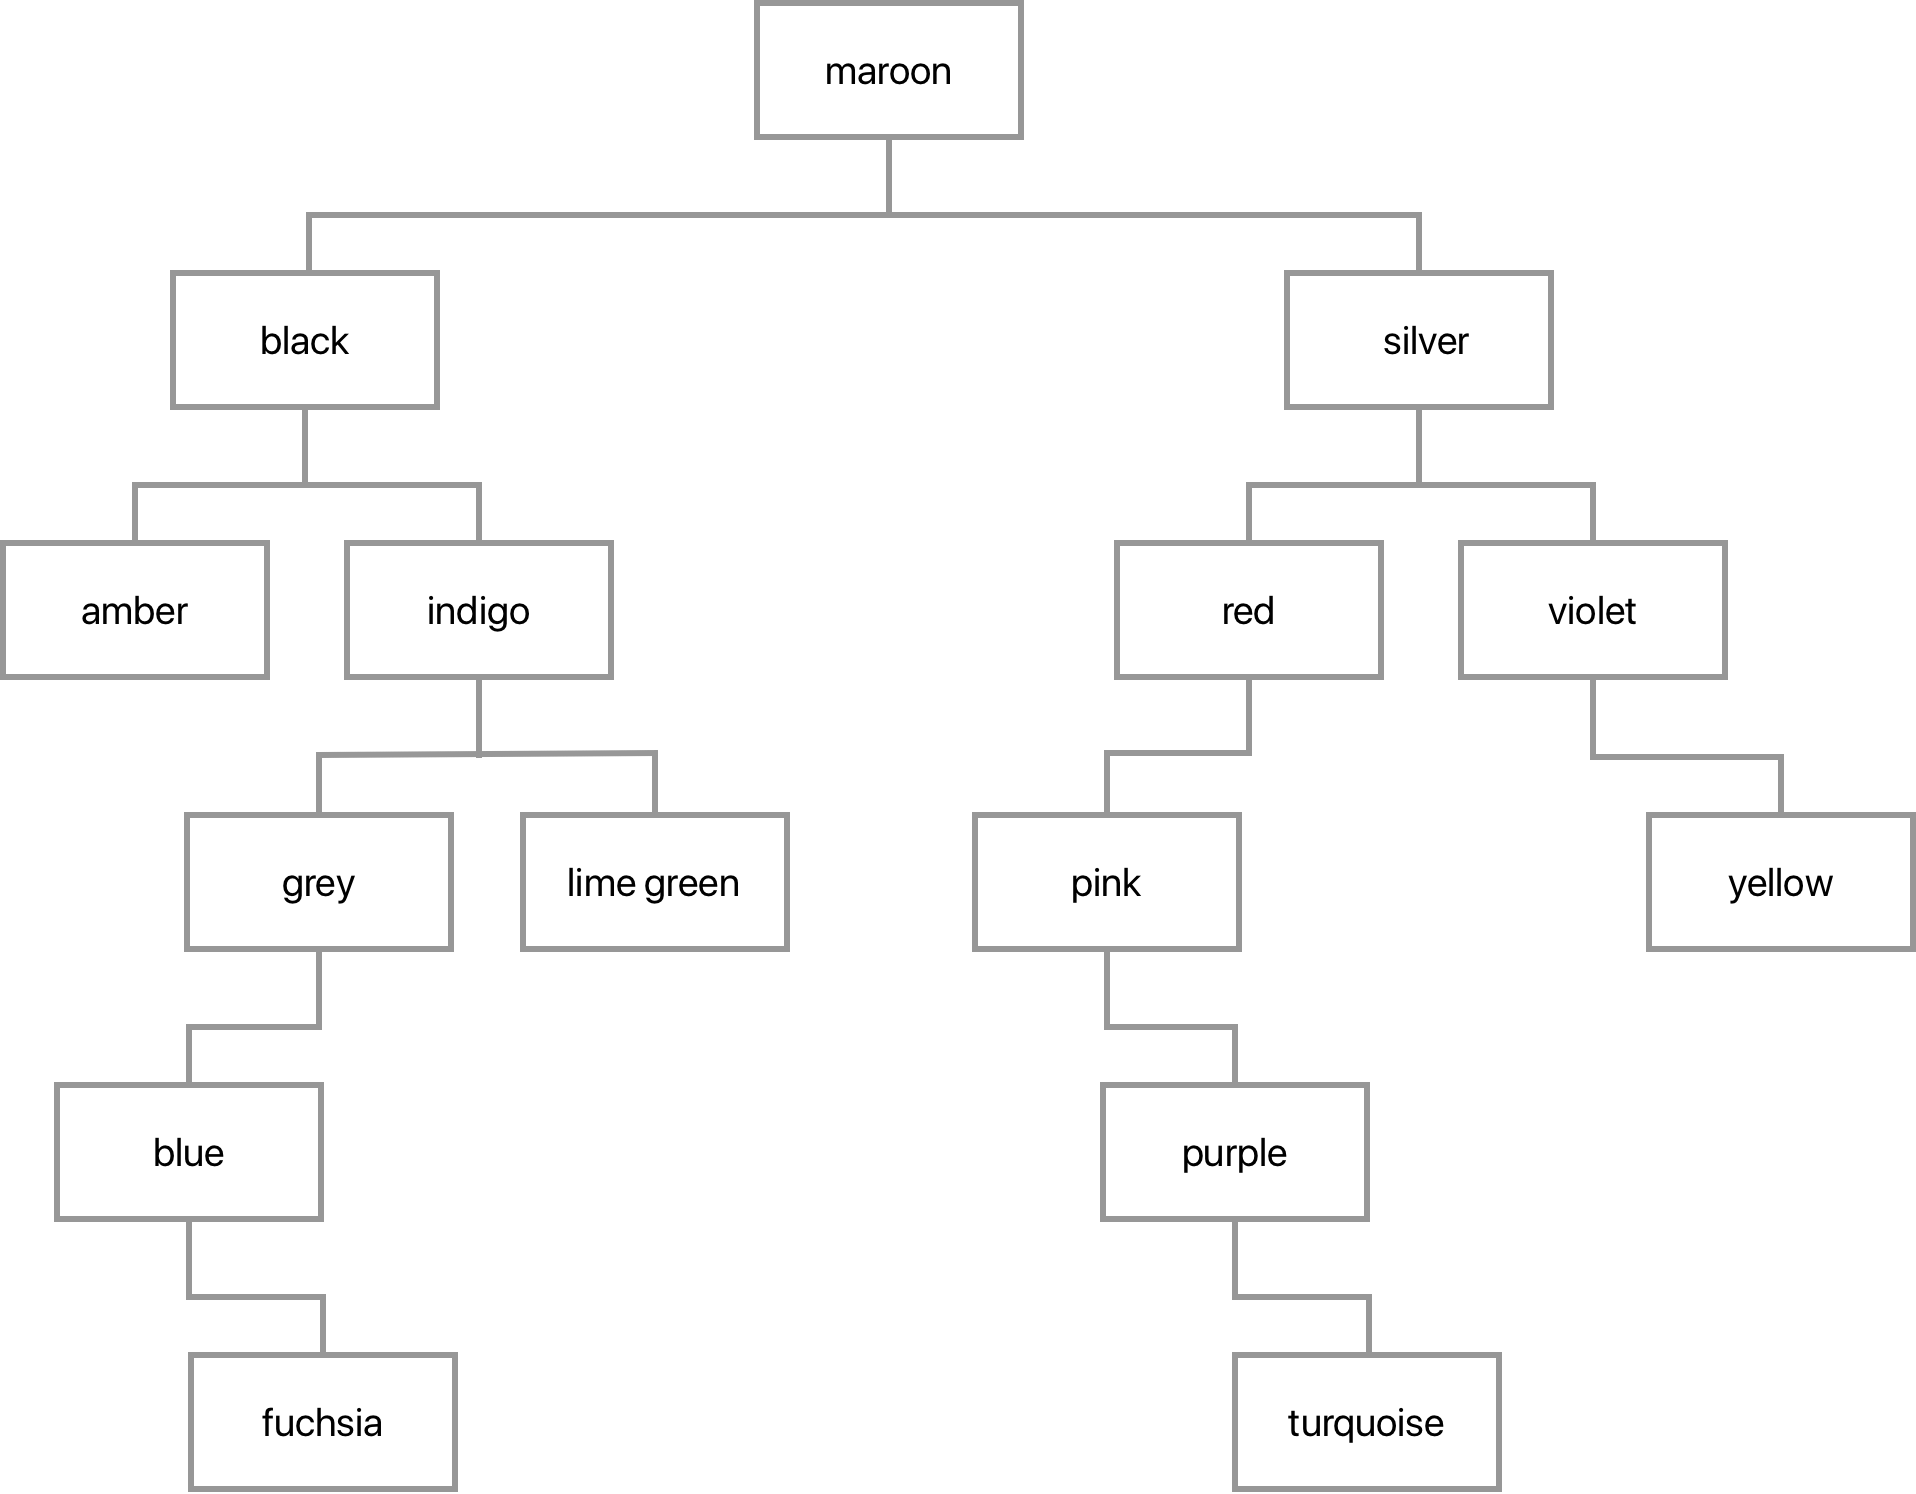 maroon
black
silver
amber
indigo
red
violet
grey
lime green
pink
yellow
blue
purple
fuchsia
turquoise